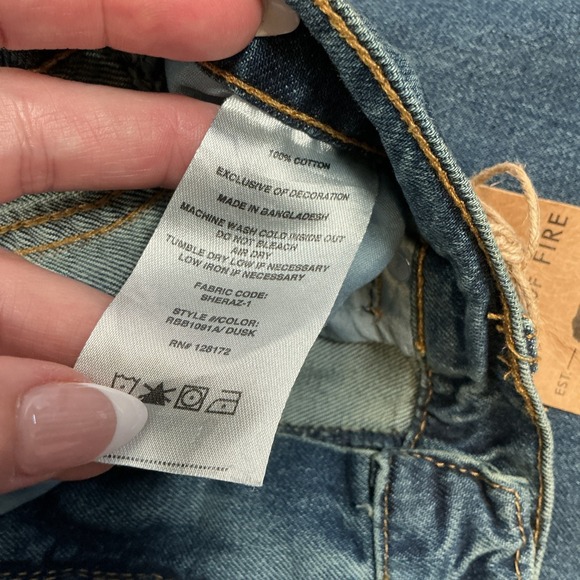 100% COTTON
EXCLUSIVE OF DECORATION
MADE IN BANGLADESH
MACHINE WASH COLD INSIDE OUT
DO NOT BLEACH
AIR DRY
TUMBLE DRY LOW IF NECESSARY
LOW IRON IF NECESSARY
FABRIC CODE:
SHERAZ-1
STYLE #/COLOR:
RBB1091A/ DUSK
RN# 128172
OF FIRE
EST.